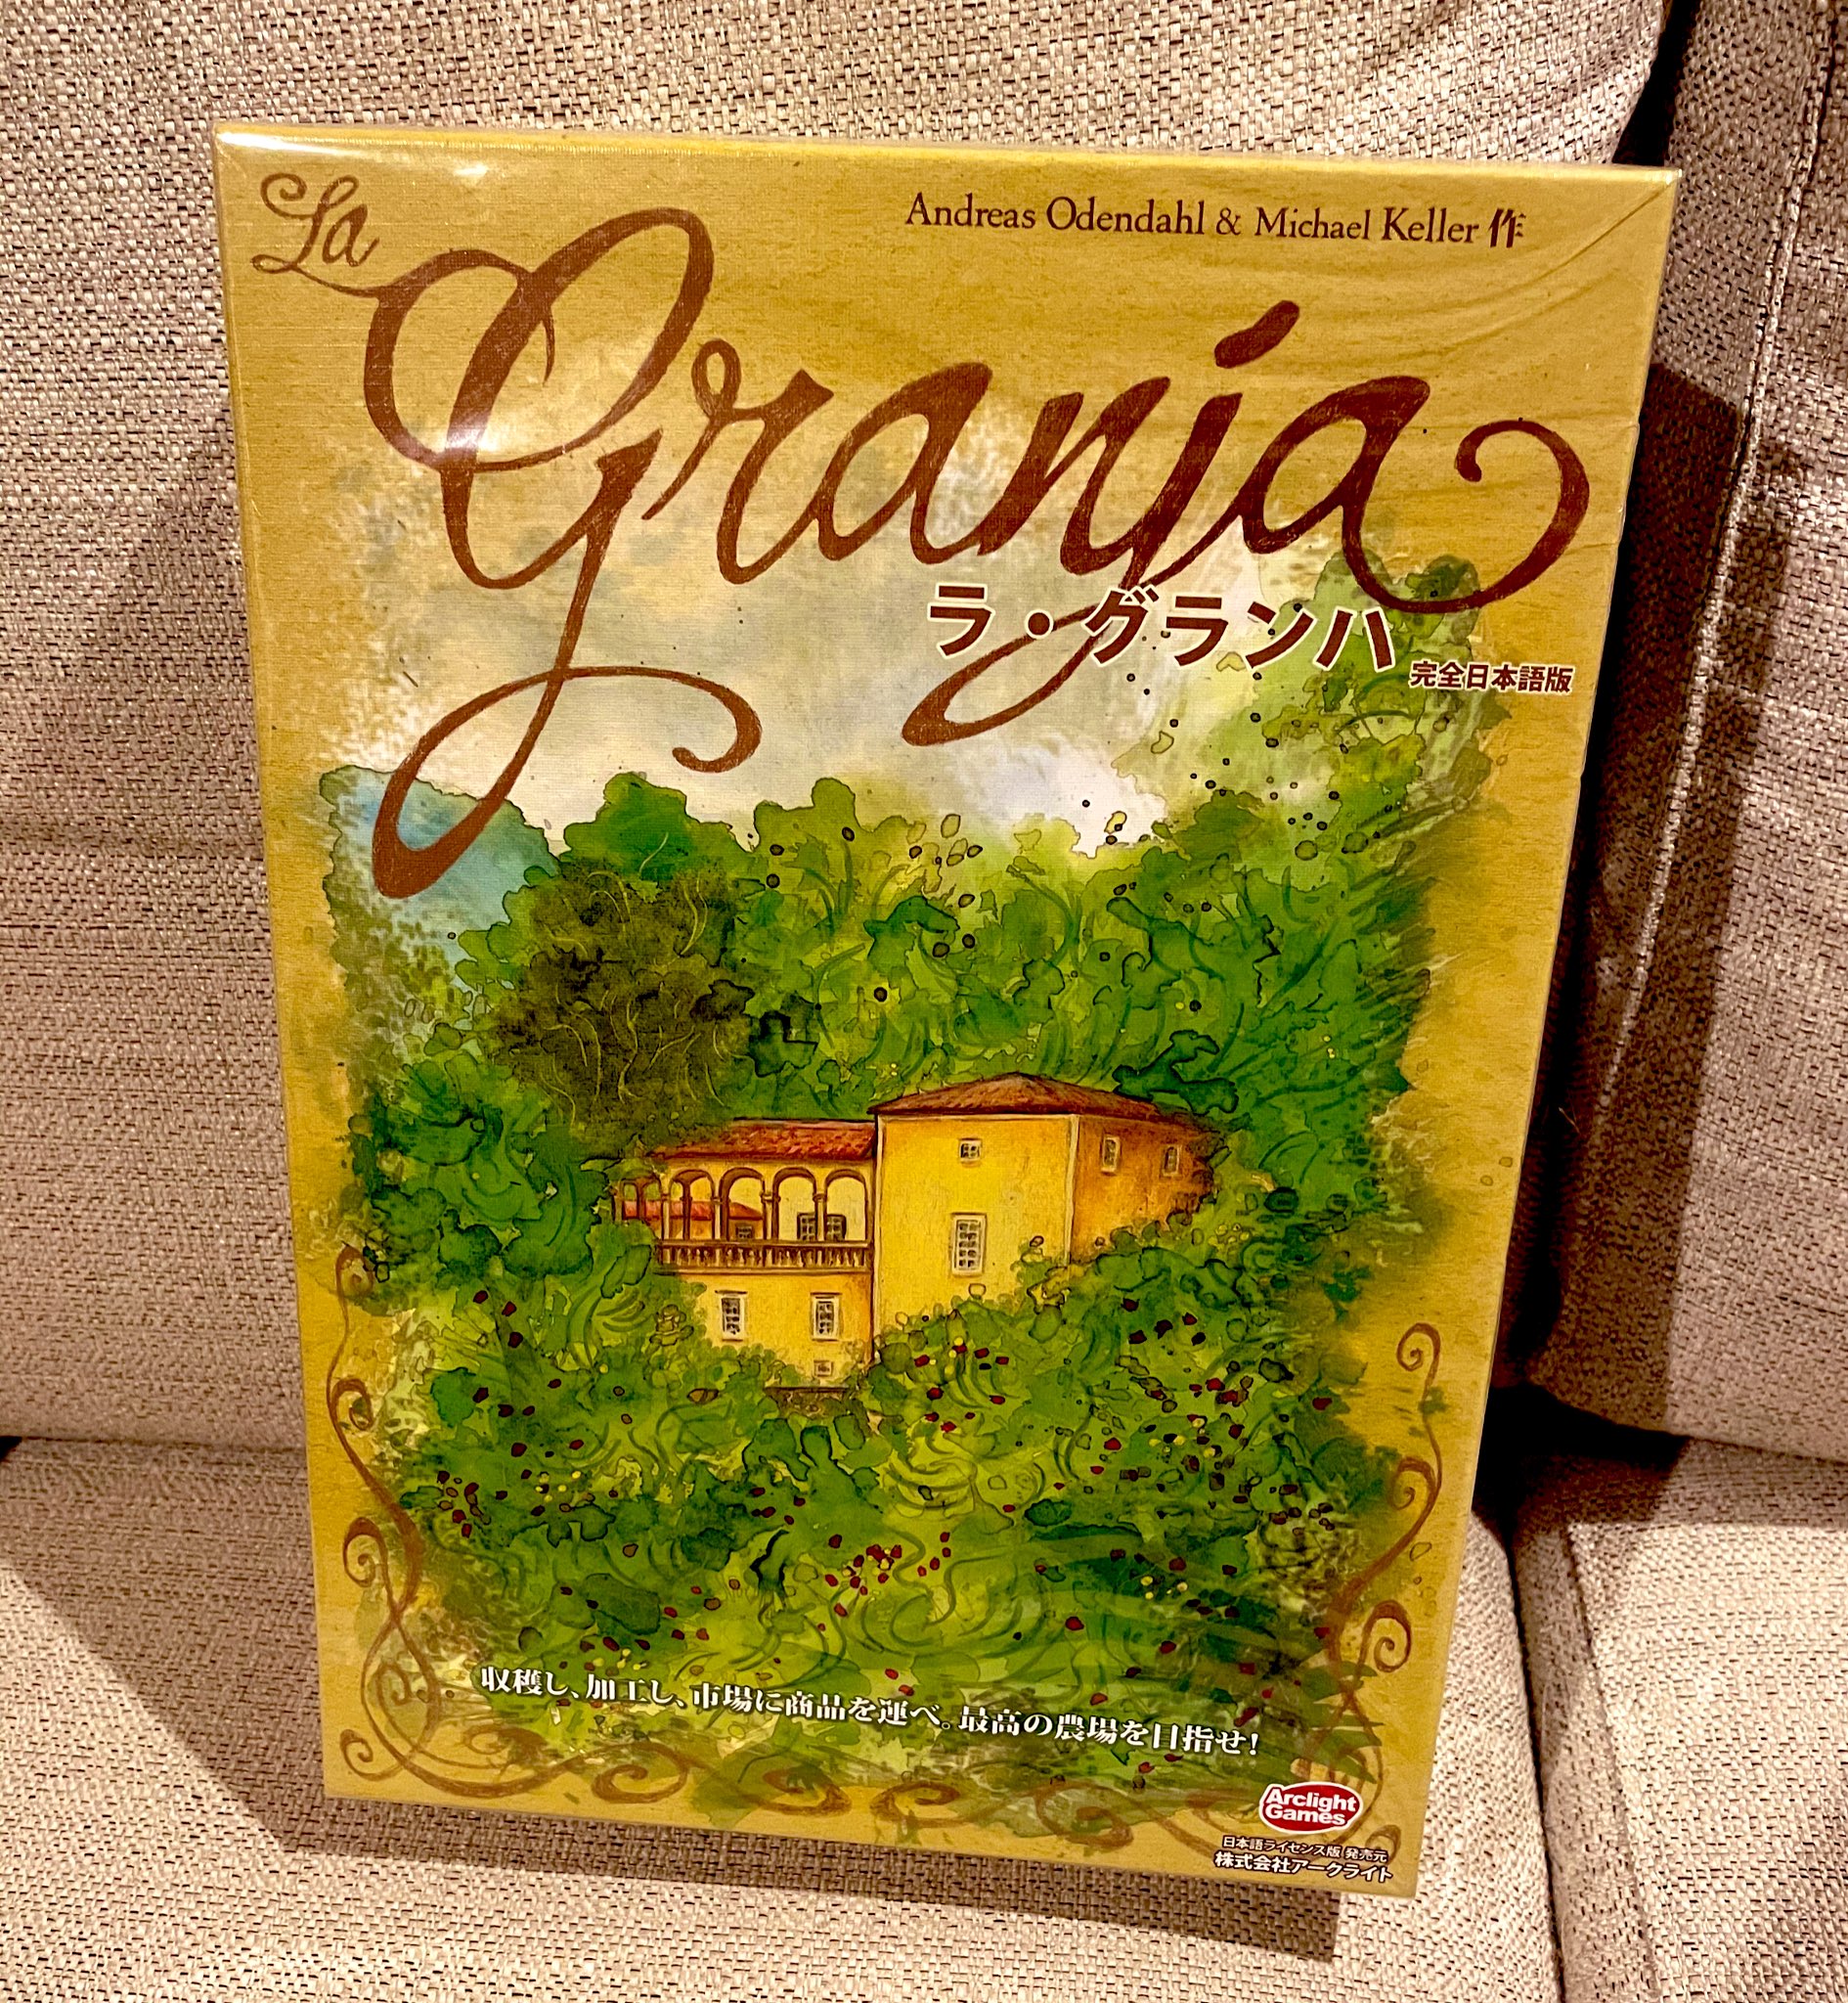 La
Granja
Andreas Odendahl & Michael Keller 作
ラ・グランハ
完全日本語版
収穫し、加工し、市場に商品を運べ。最高の農場を目指せ!
Arclight
Games
日本語ライセンス版 発売元
株式会社アークライト